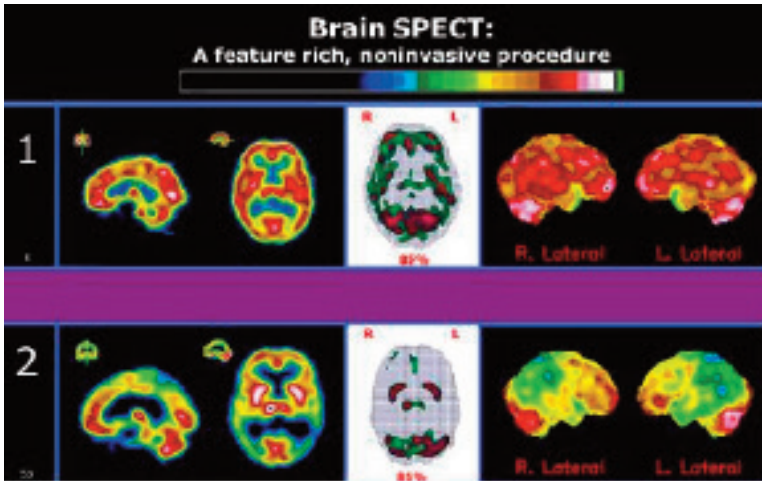 Brain SPECT:
A feature rich, noninvasive procedure
1
R L
R. Lateral L. Lateral
2
R L
R. Lateral L. Lateral